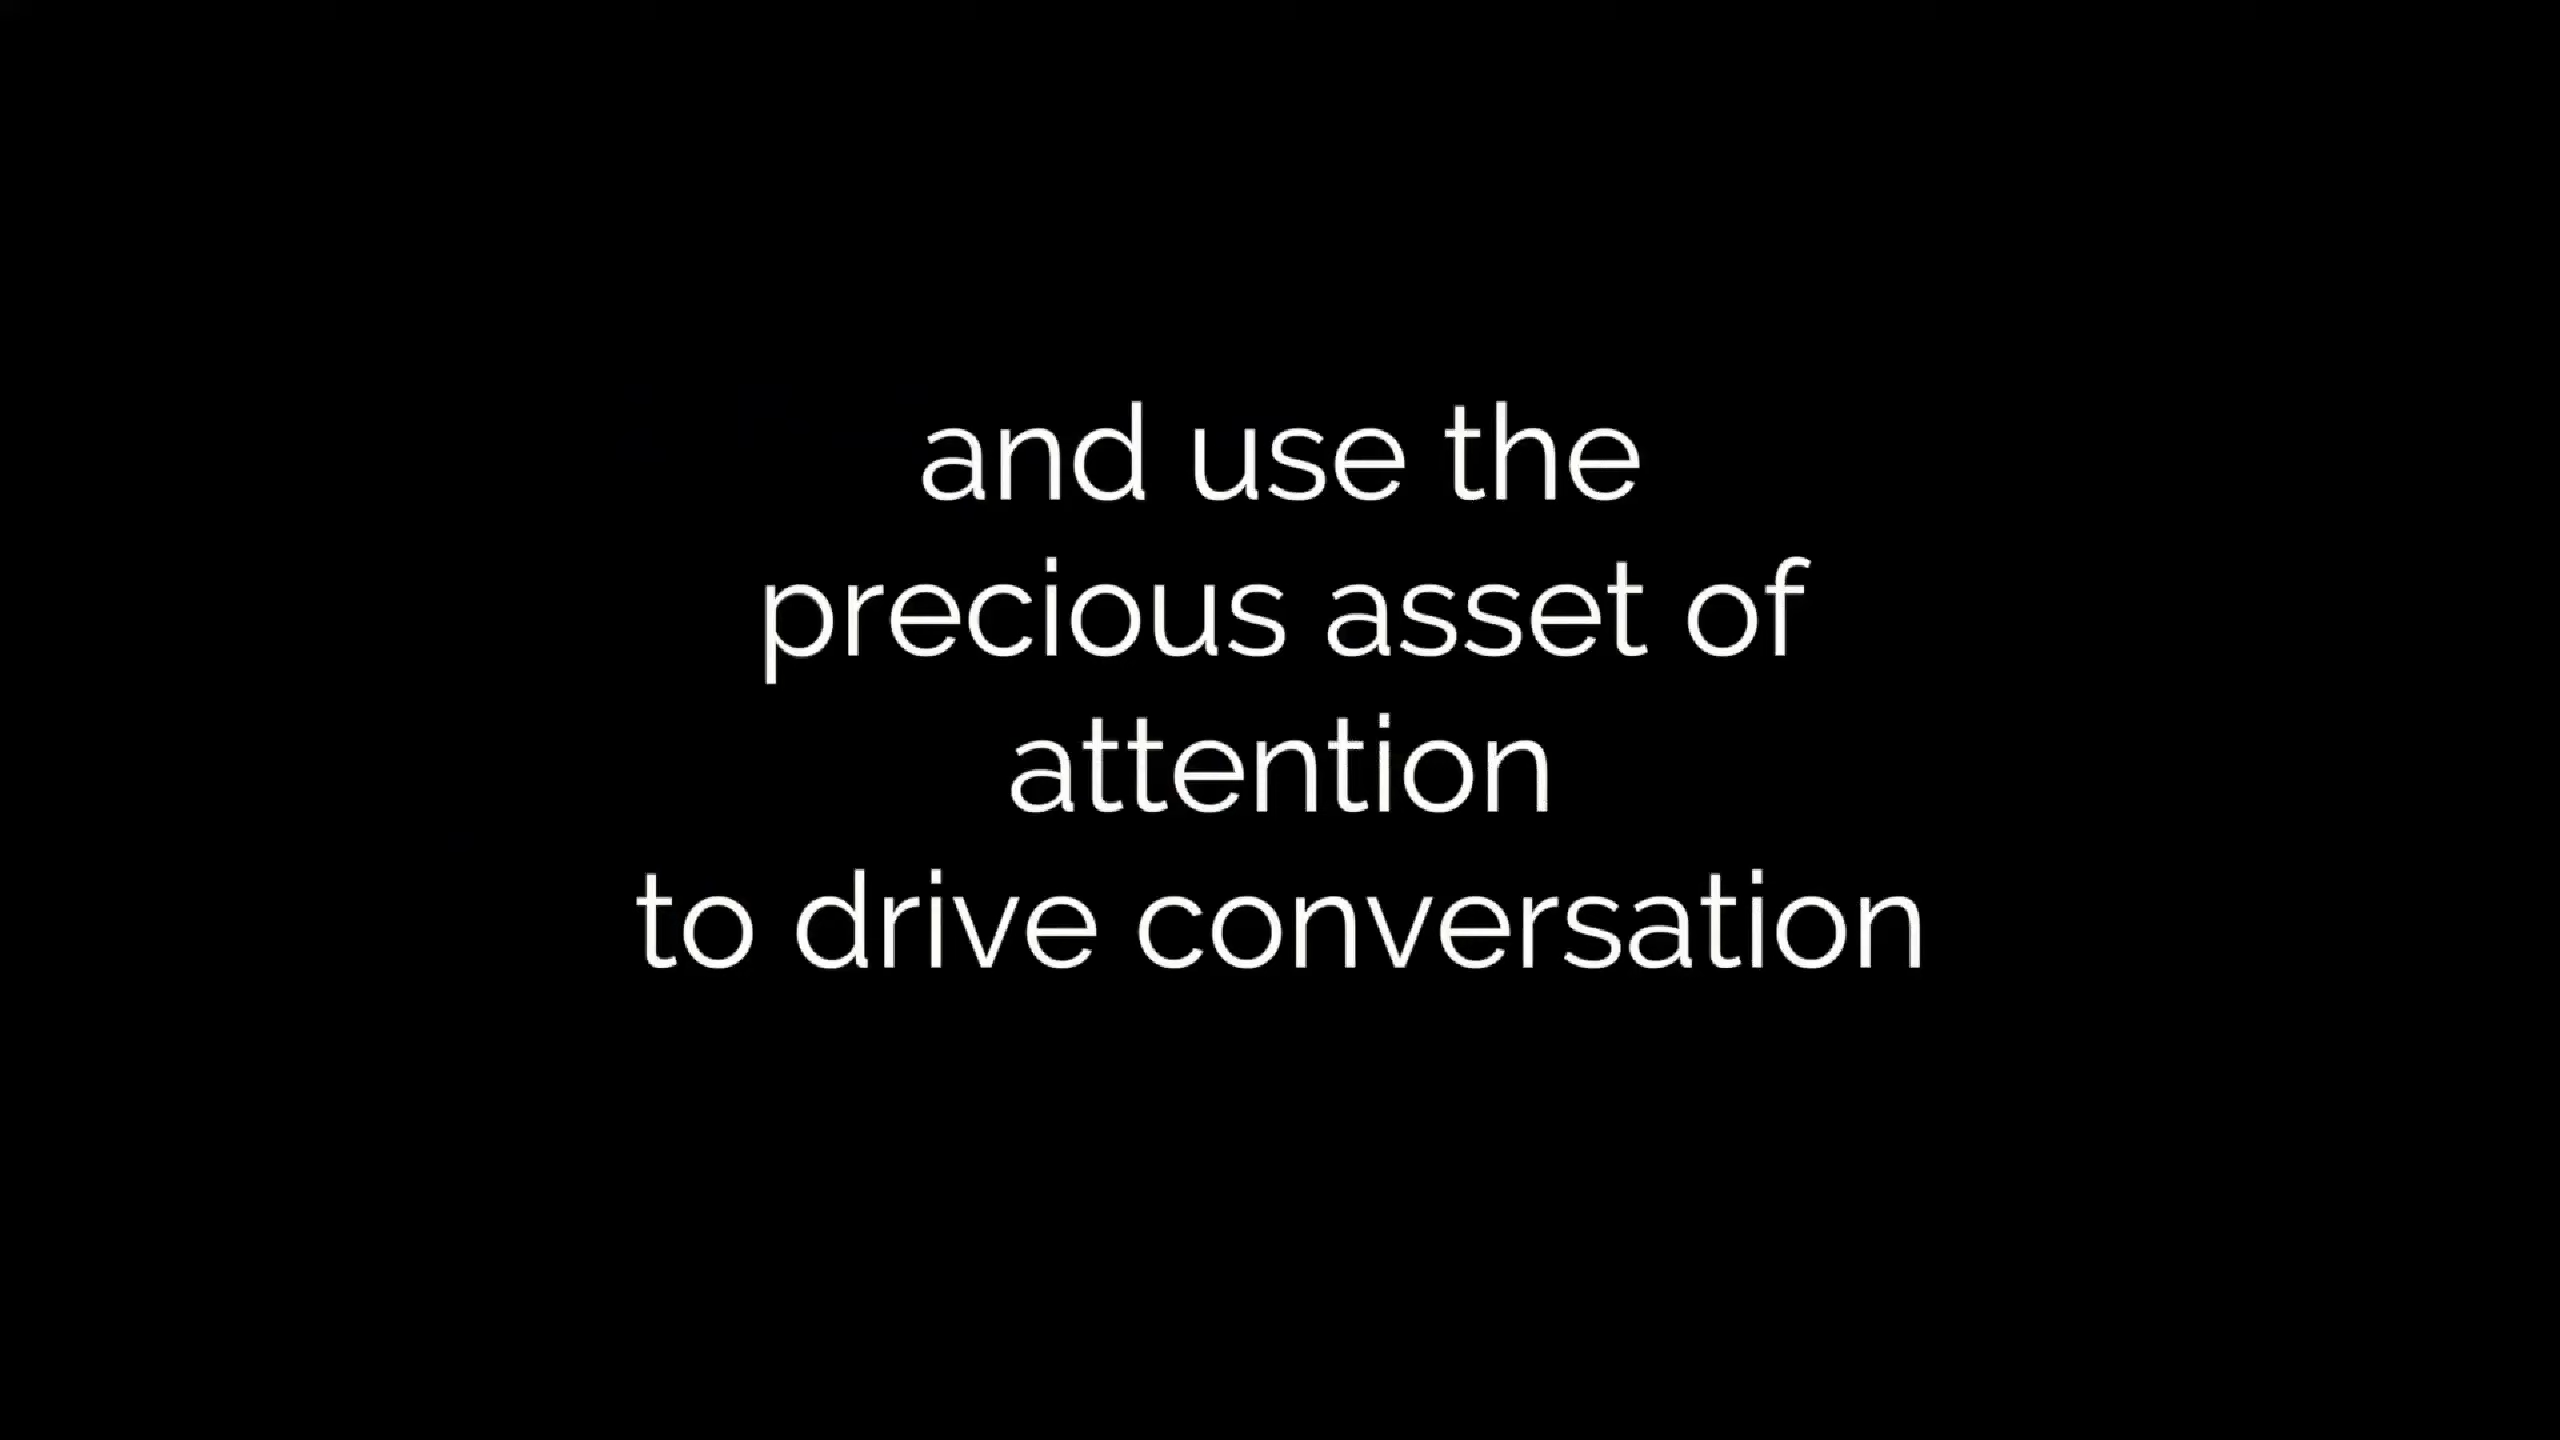 and use the
precious asset of
attention
to drive conversation